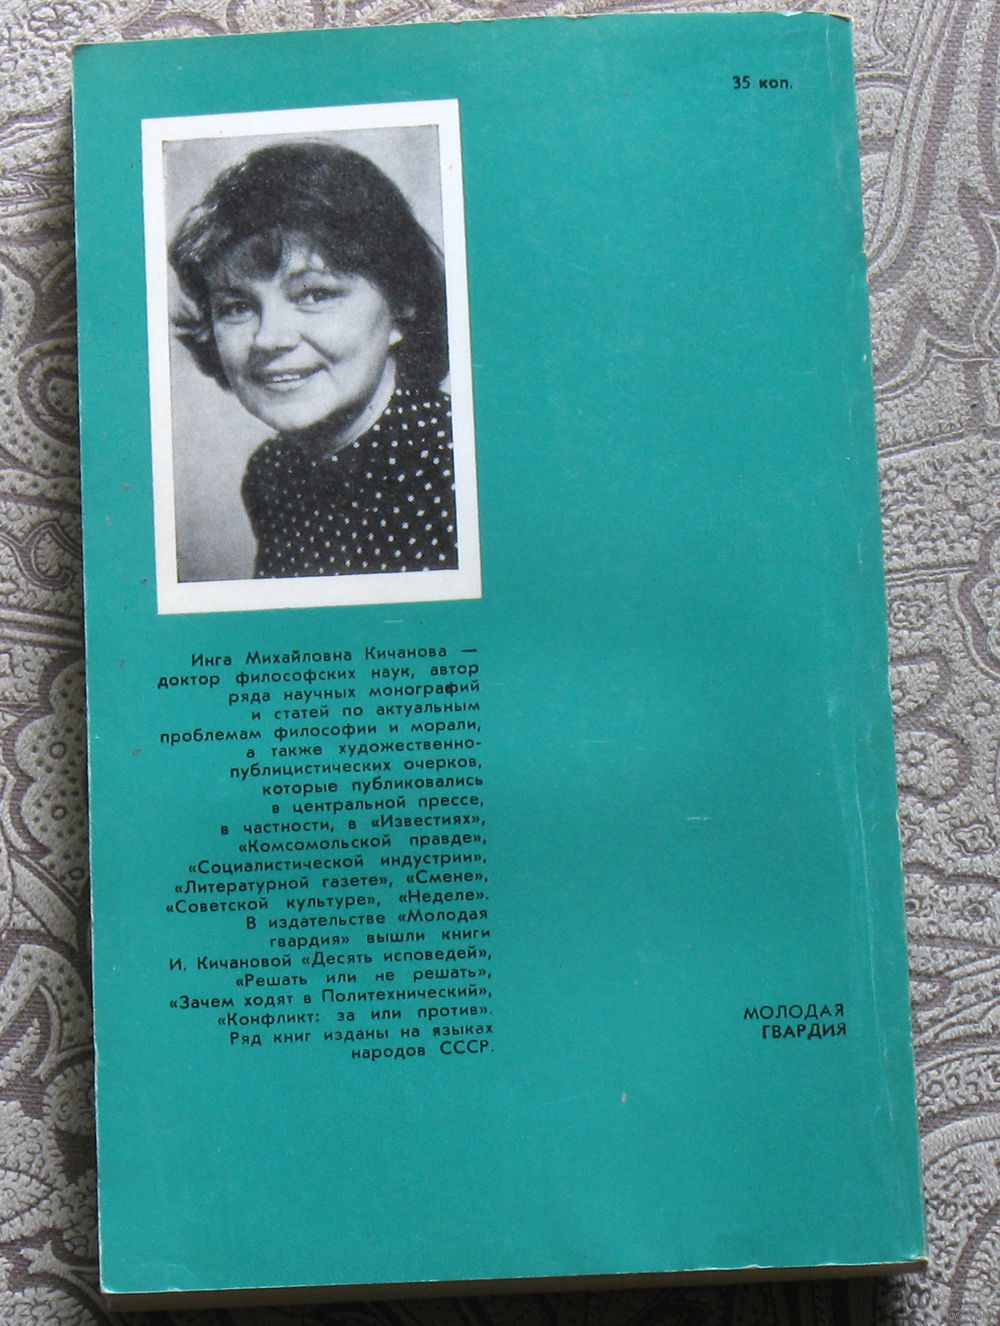 35 коп.
Инга Михайловна Кичанова —
доктор философских наук, автор
ряда научных монографий
и статей по актуальным
проблемам философии и морали,
а также художественно-
публицистических очерков,
которые публиковались
в центральной прессе,
в частности, в «Известиях»,
«Комсомольской правде»,
«Социалистической индустрии»,
«Литературной газете», «Смене»,
«Советской культуре», «Неделе».
В издательстве «Молодая
гвардия» вышли книги
И. Кичановой «Десять исповедей»,
«Решать или не решать»,
«Зачем ходят в Политехнический»,
«Конфликт: за или против».
Ряд книг изданы на языках
народов СССР.
МОЛОДАЯ
ГВАРДИЯ